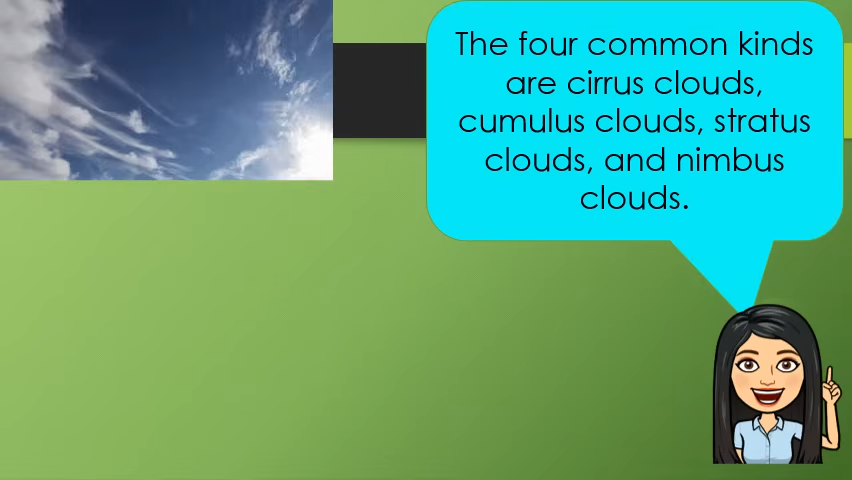 The four common kinds
are cirrus clouds,
cumulus clouds, stratus
clouds, and nimbus
clouds.